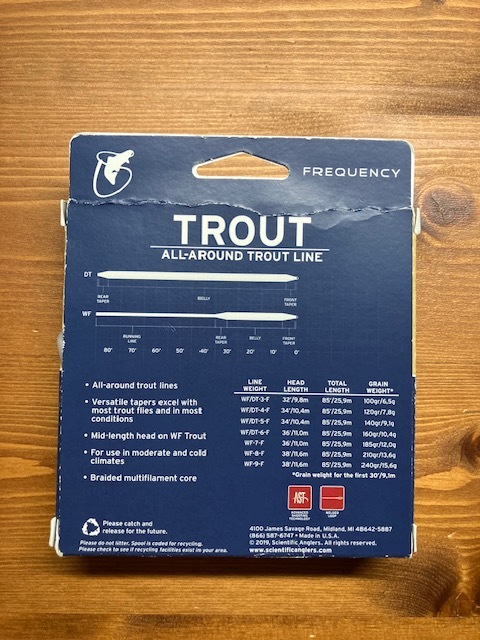 FREQUENCY
TROUT
ALL-AROUND TROUT LINE
DT
REAR TAPER
BELLY
FRONT TAPER
WF
RUNNING LINE
REAR TAPER
BELLY
FRONT TAPER
80' 70' 60' 50' -40' 30' 20' 10' 0'
• All-around trout lines
• Versatile tapers excel with
most trout flies and in most
conditions
• Mid-length head on WF Trout
• For use in moderate and cold
climates
• Braided multifilament core
LINE WEIGHT HEAD LENGTH TOTAL LENGTH GRAIN WEIGHT*
WF/DT-3-F 32'/9,8m 85'/25,9m 100gr/6,5g
WF/DT-4-F 34'/10,4m 85'/25,9m 120gr/7,8g
WF/DT-5-F 34'/10,4m 85'/25,9m 140gr/9,1g
WF/DT-6-F 36'/11,0m 85'/25,9m 160gr/10,4g
WF-7-F 36'/11,0m 85'/25,9m 185gr/12,0g
WF-8-F 38'/11,6m 85'/25,9m 210gr/13,6g
WF-9-F 38'/11,6m 85'/25,9m 240gr/15,6g
*Grain weight for the first 30'/9,1m
AST
ADVANCED SHOOTING TECHNOLOGY
WELDED LOOP
Please catch and
release for the future.
Please do not litter. Spool is coded for recycling.
Please check to see if recycling facilities exist in your area.
4100 James Savage Road, Midland, MI 48642-5887
(866) 587-6747 • Made in U.S.A.
© 2019, Scientific Anglers. All rights reserved.
www.scientificanglers.com